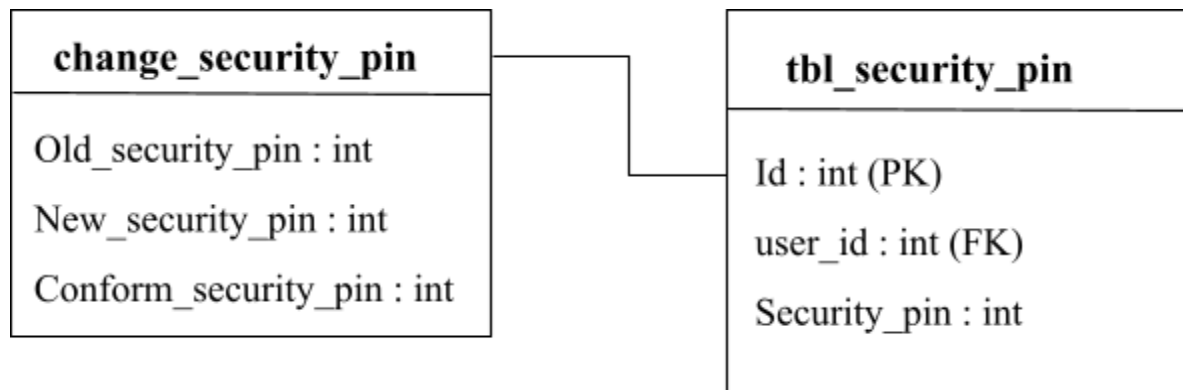 change_security_pin
Old_security_pin : int
New_security_pin : int
Conform_security_pin : int
tbl_security_pin
Id : int (PK)
user_id : int (FK)
Security_pin : int